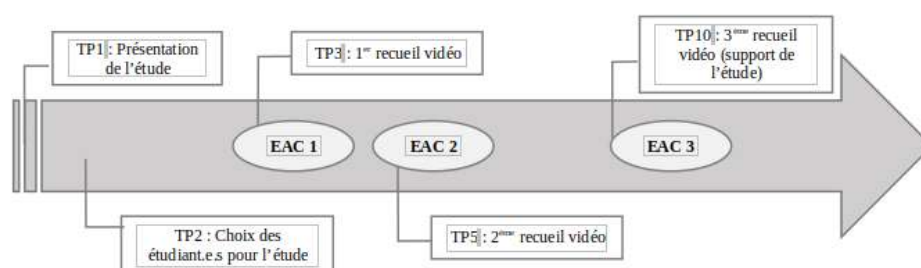 TP1 : Présentation
de l’étude
TP3 : 1er recueil vidéo
TP10 : 3ème recueil
vidéo (support de
l’étude)
EAC 1
EAC 2
EAC 3
TP2 : Choix des
étudiant.e.s pour l’étude
TP5 : 2ème recueil vidéo